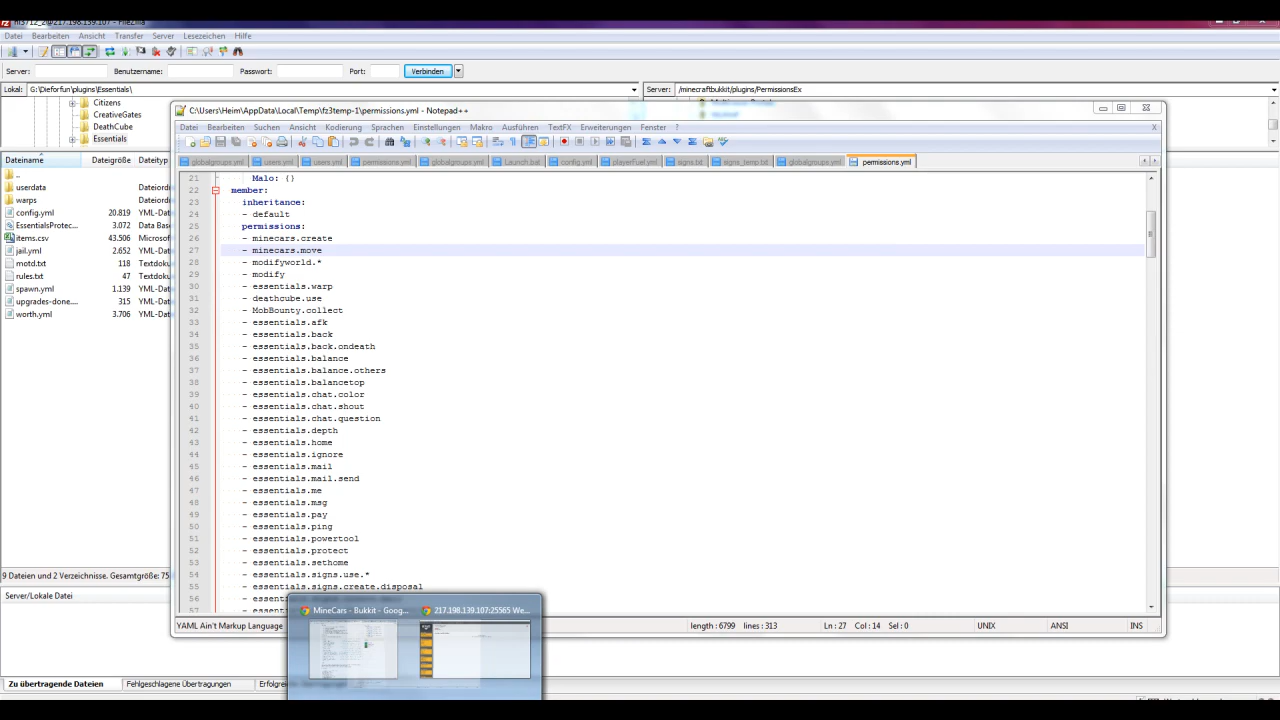 m3712_2@217.198.139.107 - FileZilla
Datei Bearbeiten Ansicht Transfer Server Lesezeichen Hilfe
Server: Benutzername: Passwort: Port: Verbinden
Lokal: G:\Dieforfun\plugins\Essentials\
Server: /minecraftbukkit/plugins/PermissionsEx
Citizens
CreativeGates
DeathCube
Essentials
Dateiname Dateigröße Dateityp
..
userdata Dateiord
warps Dateiord
config.yml 20.819 YML-Dat
EssentialsProtec... 3.072 Data Base
items.csv 43.506 Microsof
jail.yml 2.652 YML-Dat
motd.txt 118 Textdoku
rules.txt 47 Textdoku
spawn.yml 1.139 YML-Dat
upgrades-done.... 315 YML-Dat
worth.yml 3.706 YML-Dat
9 Dateien und 2 Verzeichnisse. Gesamtgröße: 75
Server/Lokale Datei
Zu übertragende Dateien Fehlgeschlagene Übertragungen
C:\Users\Heim\AppData\Local\Temp\fz3temp-1\permissions.yml - Notepad++
Datei Bearbeiten Suchen Ansicht Kodierung Sprachen Einstellungen Makro Ausführen TextFX Erweiterungen Fenster ? X
globalgroups.yml users.yml users.yml permissions.yml globalgroups.yml Launch.bat config.yml playerFuel.yml signs.txt signs_temp.txt globalgroups.yml permissions.yml
21 Malo: {}
22 member:
23 inheritance:
24 - default
25 permissions:
26 - minecars.create
27 - minecars.move
28 - modifyworld.*
29 - modify
30 - essentials.warp
31 - deathcube.use
32 - MobBounty.collect
33 - essentials.afk
34 - essentials.back
35 - essentials.back.ondeath
36 - essentials.balance
37 - essentials.balance.others
38 - essentials.balancetop
39 - essentials.chat.color
40 - essentials.chat.shout
41 - essentials.chat.question
42 - essentials.depth
43 - essentials.home
44 - essentials.ignore
45 - essentials.mail
46 - essentials.mail.send
47 - essentials.me
48 - essentials.msg
49 - essentials.pay
50 - essentials.ping
51 - essentials.powertool
52 - essentials.protect
53 - essentials.sethome
54 - essentials.signs.use.*
55 - essentials.signs.create.disposal
56
57
YAML Ain't Markup Language length : 6799 lines : 313 Ln : 27 Col : 14 Sel : 0 UNIX ANSI INS
MineCars - Bukkit - Goog... 217.198.139.107:25565 We...